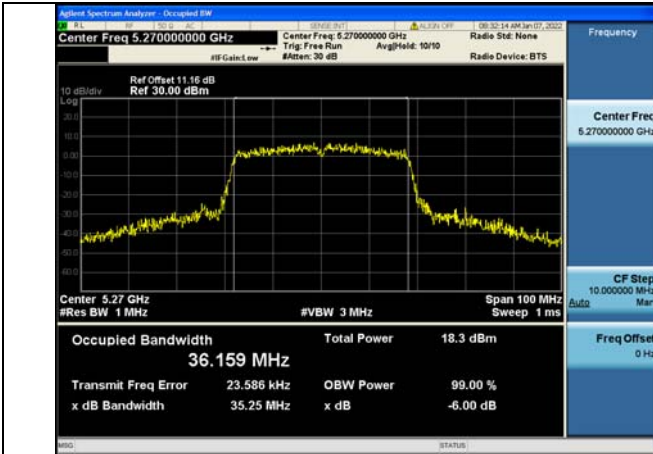 Agilent Spectrum Analyzer - Occupied BW
RL RF 50 Ω AC SENSE:INT ALIGN OFF 08:32:14 AM Jan 07, 2022
Center Freq 5.270000000 GHz
Center Freq: 5.270000000 GHz
Radio Std: None
Trig: Free Run Avg|Hold: 10/10
#IFGain:Low #Atten: 30 dB Radio Device: BTS
Frequency
Ref Offset 11.16 dB
10 dB/div Ref 30.00 dBm
Log
20.0
10.0
0.00
-10.0
-20.0
-30.0
-40.0
-50.0
-60.0
Center 5.27 GHz Span 100 MHz
#Res BW 1 MHz #VBW 3 MHz Sweep 1 ms
Center Freq
5.270000000 GHz
CF Step
10.000000 MHz
Auto Man
Freq Offset
0 Hz
Occupied Bandwidth Total Power 18.3 dBm
36.159 MHz
Transmit Freq Error 23.586 kHz OBW Power 99.00 %
x dB Bandwidth 35.25 MHz x dB -6.00 dB
MSG STATUS